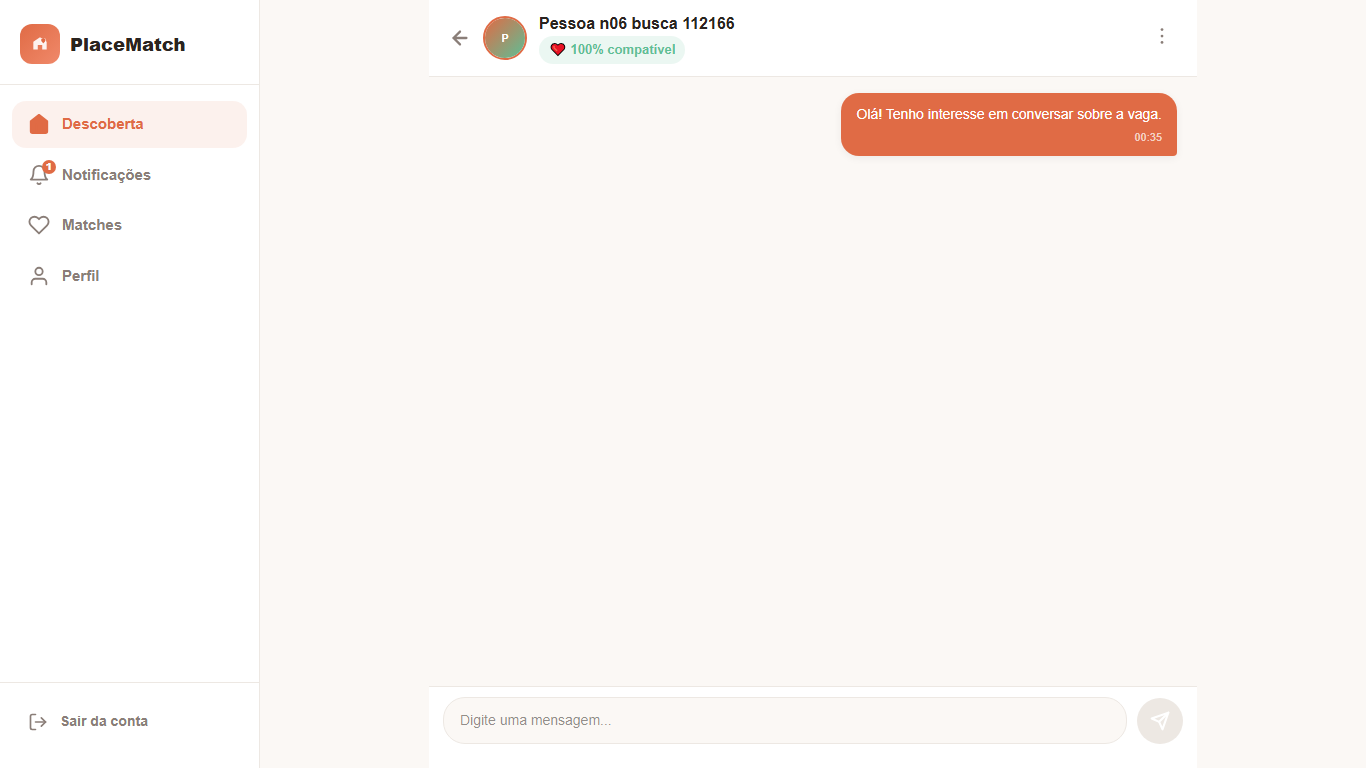 PlaceMatch
Descoberta
1
Notificações
Matches
Perfil
Sair da conta
P
Pessoa n06 busca 112166
100% compatível
Olá! Tenho interesse em conversar sobre a vaga.
00:35
Digite uma mensagem...